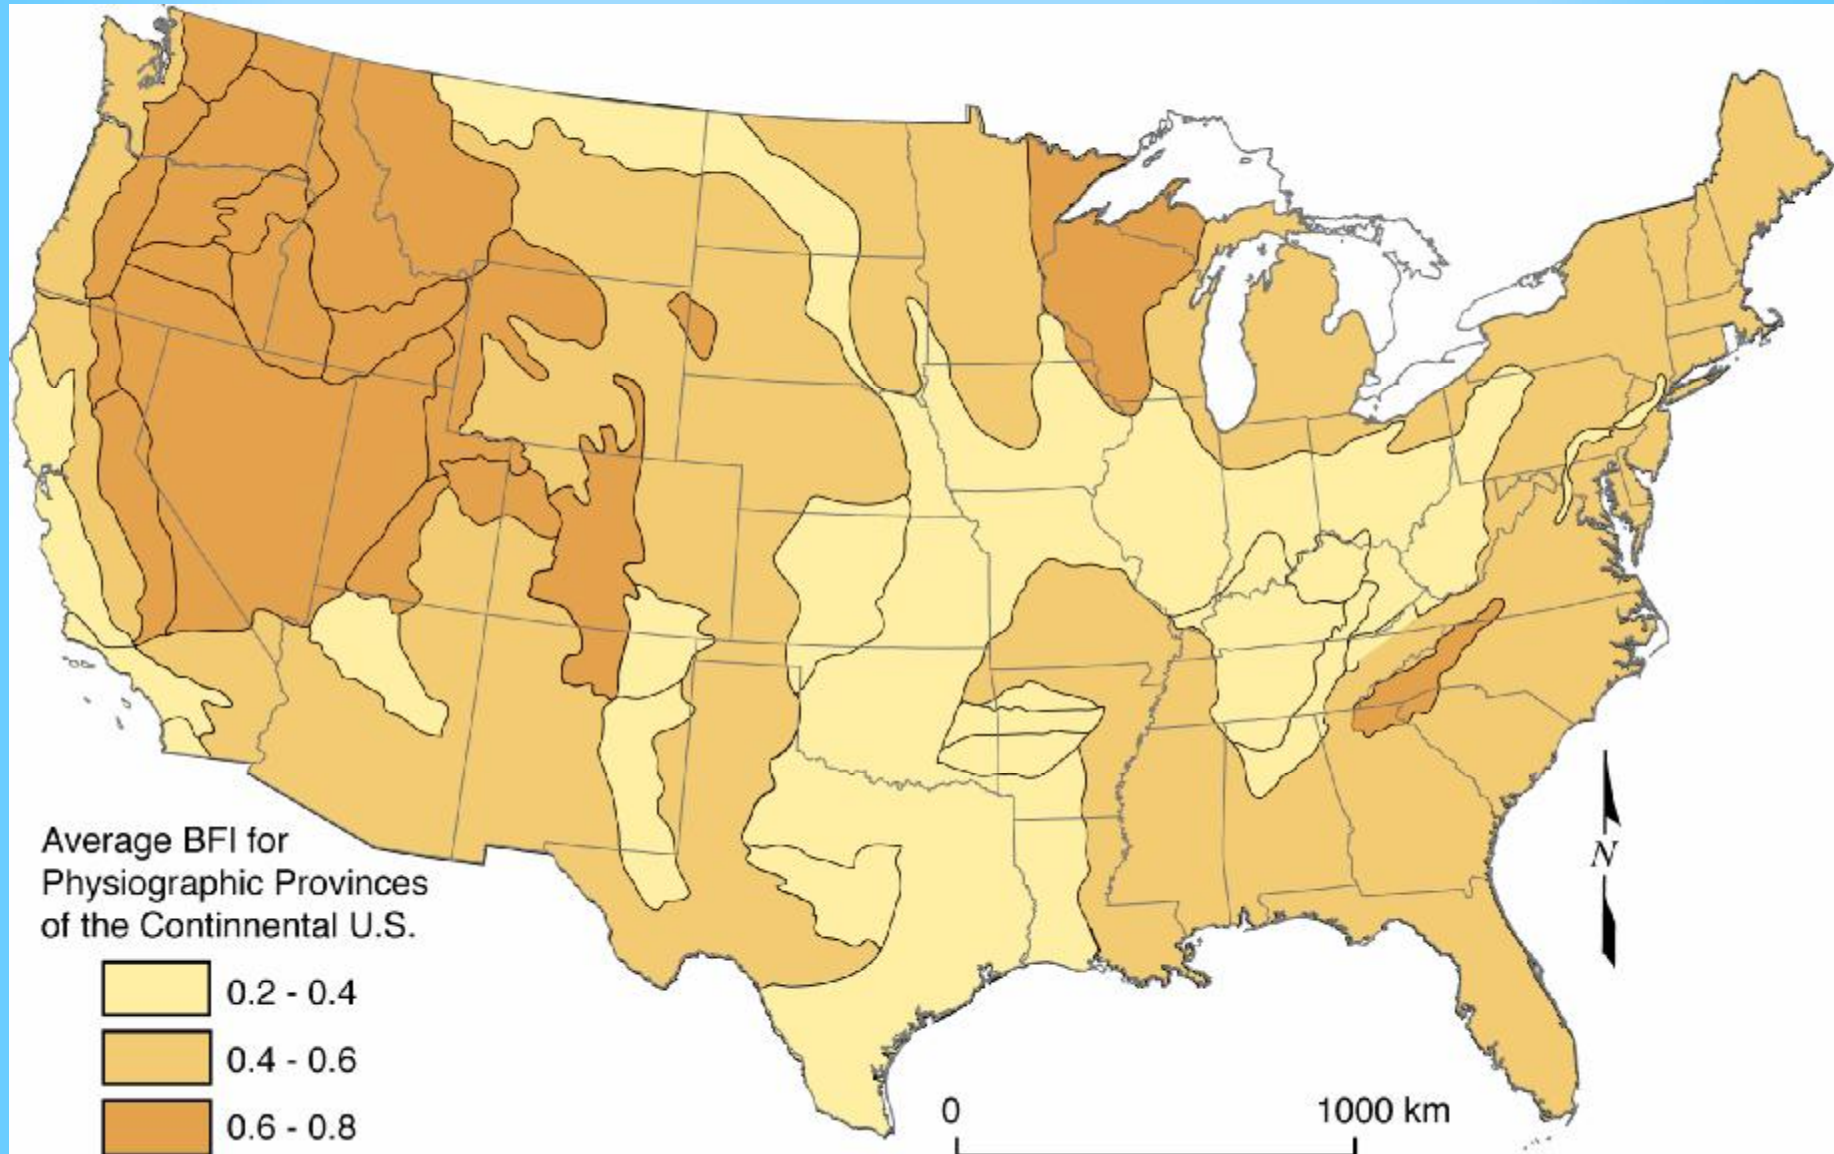 Average BFI for
Physiographic Provinces
of the Continnental U.S.
0.2 - 0.4
0.4 - 0.6
0.6 - 0.8
N
0 1000 km